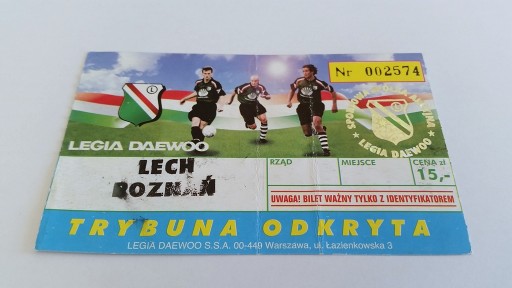 Nr 002574
L
LEGIA DAEWOO
LEGIA DAEWOO
LECH
POZNAŃ
RZĄD
MIEJSCE
CENA zł
15,-
UWAGA! BILET WAŻNY TYLKO Z IDENTYFIKATOREM
TRYBUNA ODKRYTA
LEGIA DAEWOO S.S.A. 00-449 Warszawa, ul. Łazienkowska 3